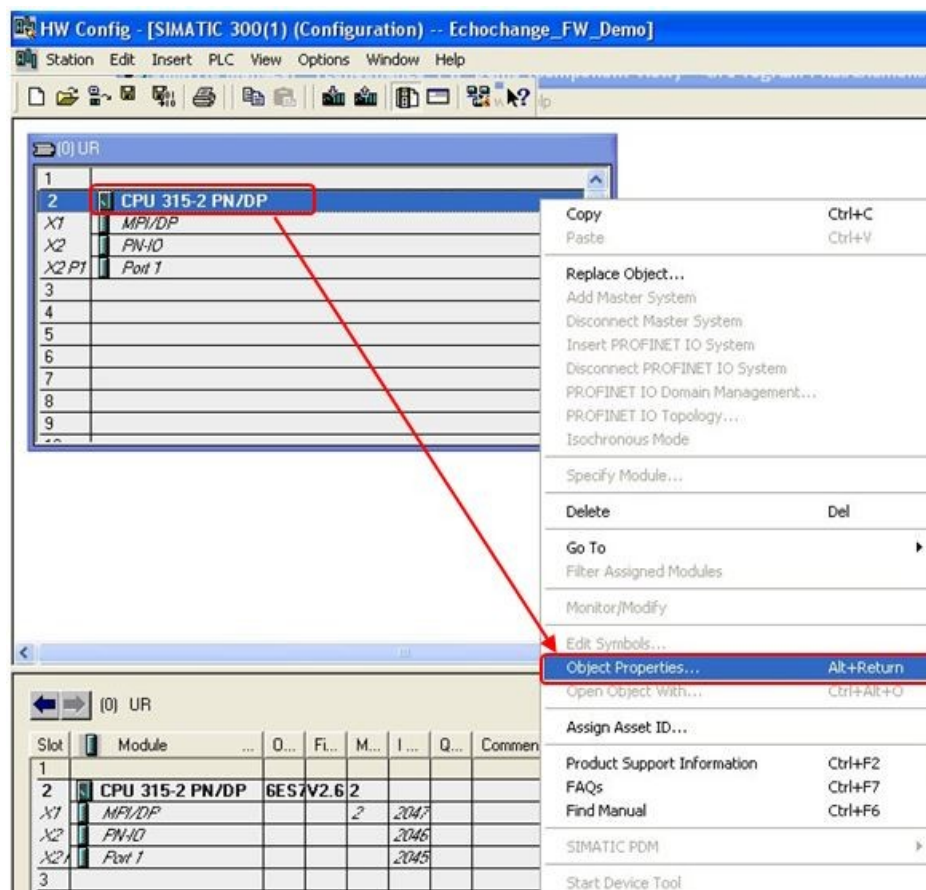 HW Config - [SIMATIC 300(1) (Configuration) -- Echochange_FW_Demo]
Station Edit Insert PLC View Options Window Help
(0) UR
1
2 CPU 315-2 PN/DP
X1 MPI/DP
X2 PN-IO
X2 P1 Port 1
3
4
5
6
7
8
9
Copy Ctrl+C
Paste Ctrl+V
Replace Object...
Add Master System
Disconnect Master System
Insert PROFINET IO System
Disconnect PROFINET IO System
PROFINET IO Domain Management...
PROFINET IO Topology...
Isochronous Mode
Specify Module...
Delete Del
Go To
Filter Assigned Modules
Monitor/Modify
Edit Symbols...
Object Properties... Alt+Return
Open Object With... Ctrl+Alt+O
Assign Asset ID...
Product Support Information Ctrl+F2
FAQs Ctrl+F7
Find Manual Ctrl+F6
SIMATIC PDM
Start Device Tool
(0) UR
Slot Module ... O... Fi... M... I ... Q... Commen
1
2 CPU 315-2 PN/DP 6ES7 V2.6 2
X1 MPI/DP 2 2047
X2 PN-IO 2046
X2 Port 1 2045
3